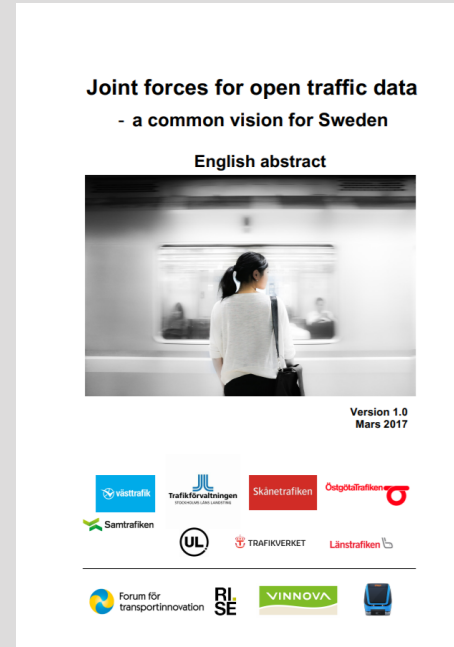 Joint forces for open traffic data
- a common vision for Sweden
English abstract
Version 1.0
Mars 2017
västtrafik
Trafikförvaltningen
STOCKHOLMS LÄNS LANDSTING
Skånetrafiken
ÖstgötaTrafiken
Samtrafiken
UL
TRAFIKVERKET
Länstrafiken
Forum för
transportinnovation
RI.
SE
VINNOVA